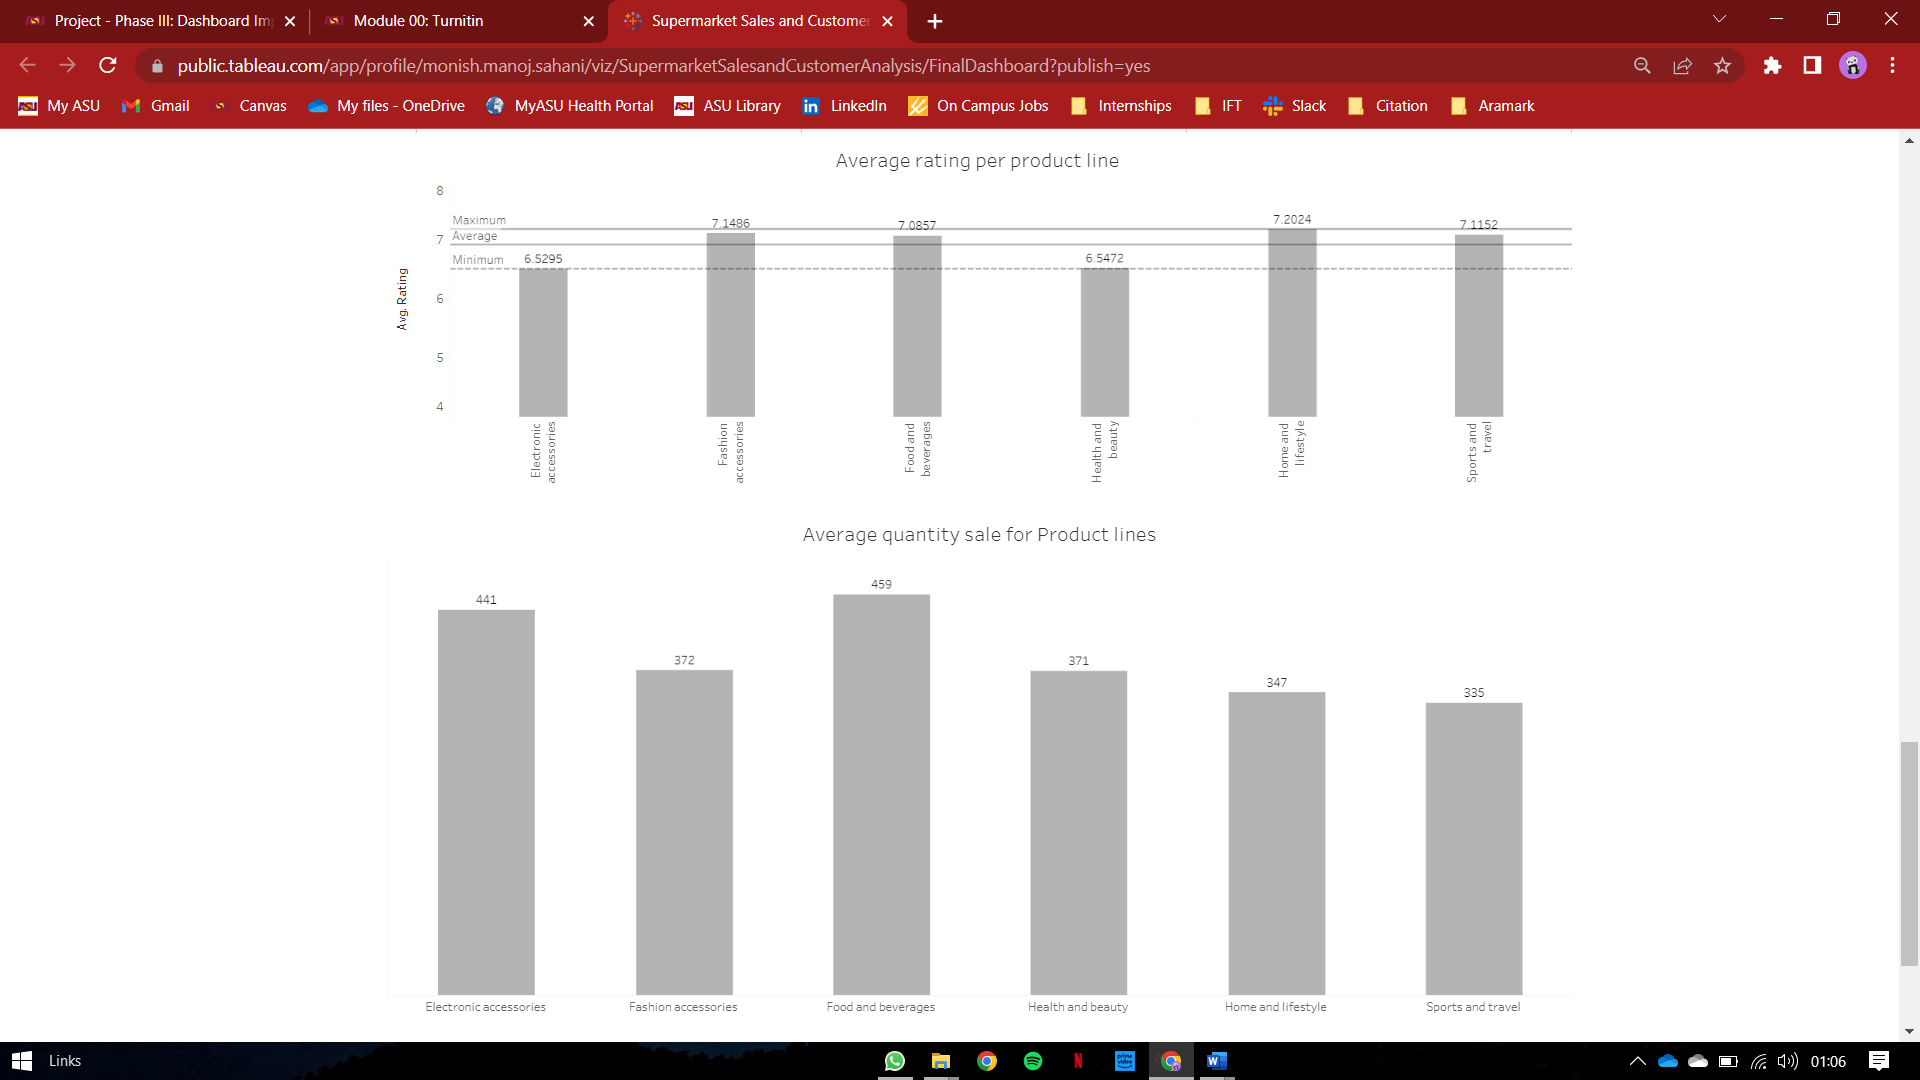 Project - Phase III: Dashboard Im
Module 00: Turnitin
Supermarket Sales and Custome
public.tableau.com/app/profile/monish.manoj.sahani/viz/SupermarketSalesandCustomerAnalysis/FinalDashboard?publish=yes
My ASU
Gmail
Canvas
My files - OneDrive
MyASU Health Portal
ASU
ASU Library
LinkedIn
On Campus Jobs
Internships
IFT
Slack
Citation
Aramark
Average rating per product line
8
7
6
5
4
Avg. Rating
Maximum
Average
Minimum
6.5295
7.1486
7.0857
6.5472
7.2024
7.1152
Electronic
accessories
Fashion
accessories
Food and
beverages
Health and
beauty
Home and
lifestyle
Sports and
travel
Average quantity sale for Product lines
441
372
459
371
347
335
Electronic accessories
Fashion accessories
Food and beverages
Health and beauty
Home and lifestyle
Sports and travel
Links
01:06